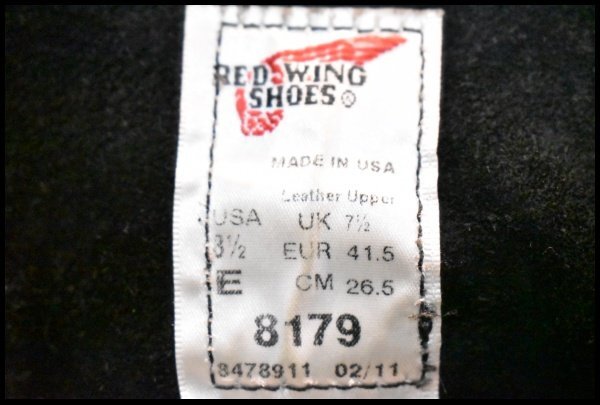 RED WING
SHOES®
MADE IN USA
Leather Upper
USA UK 7½
8½ EUR 41.5
E CM 26.5
8179
8478911 02/11